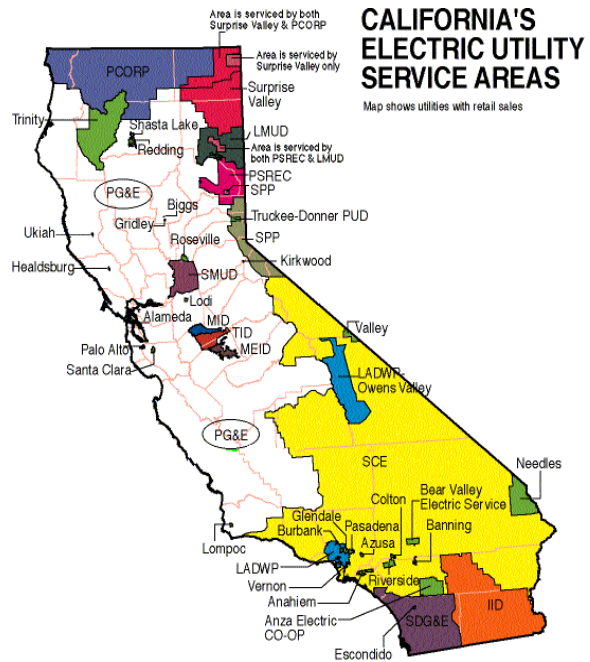 Area is serviced by both
Surprise Valley & PCORP
CALIFORNIA'S
ELECTRIC UTILITY
SERVICE AREAS
Map shows utilities with retail sales
Area is serviced by
Surprise Valley only
PCORP
Surprise
Valley
Trinity
Shasta Lake
Redding
LMUD
Area is serviced by
both PSREC & LMUD
PSREC
SPP
PG&E
Biggs
Gridley
Truckee-Donner PUD
Ukiah
Roseville
SPP
Kirkwood
Healdsburg
SMUD
Lodi
Alameda
MID
TID
MEID
Valley
Palo Alto
Santa Clara
LADWP-
Owens Valley
PG&E
SCE
Needles
Colton
Bear Valley
Electric Service
Glendale
Burbank
Pasadena
Azusa
Banning
Lompoc
LADWP
Vernon
Riverside
Anahiem
Anza Electric
CO-OP
SDG&E
IID
Escondido